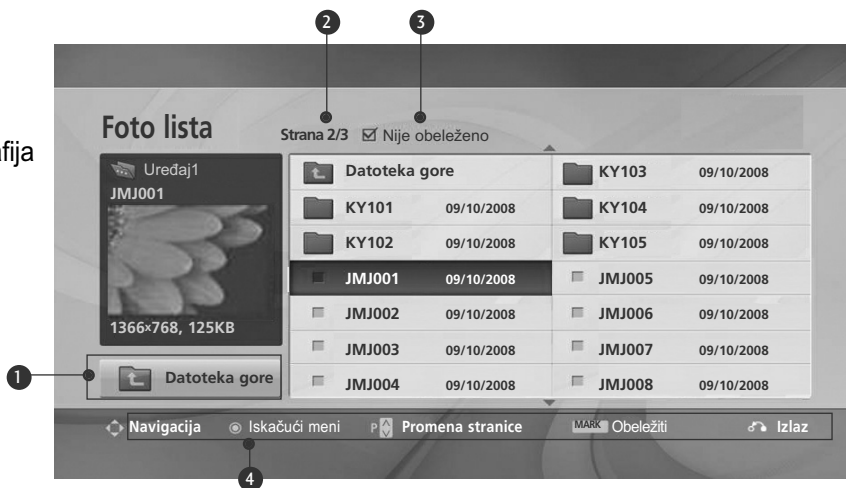 2 3
afija
Foto lista
Strana 2/3 Nije obeleženo
Uređaj1
JMJ001
1366×768, 125KB
1 Datoteka gore
Datoteka gore
KY101 09/10/2008
KY102 09/10/2008
JMJ001 09/10/2008
JMJ002 09/10/2008
JMJ003 09/10/2008
JMJ004 09/10/2008
KY103 09/10/2008
KY104 09/10/2008
KY105 09/10/2008
JMJ005 09/10/2008
JMJ006 09/10/2008
JMJ007 09/10/2008
JMJ008 09/10/2008
Navigacija Iskačući meni P Promena stranice MARK Obeležiti Izlaz
4